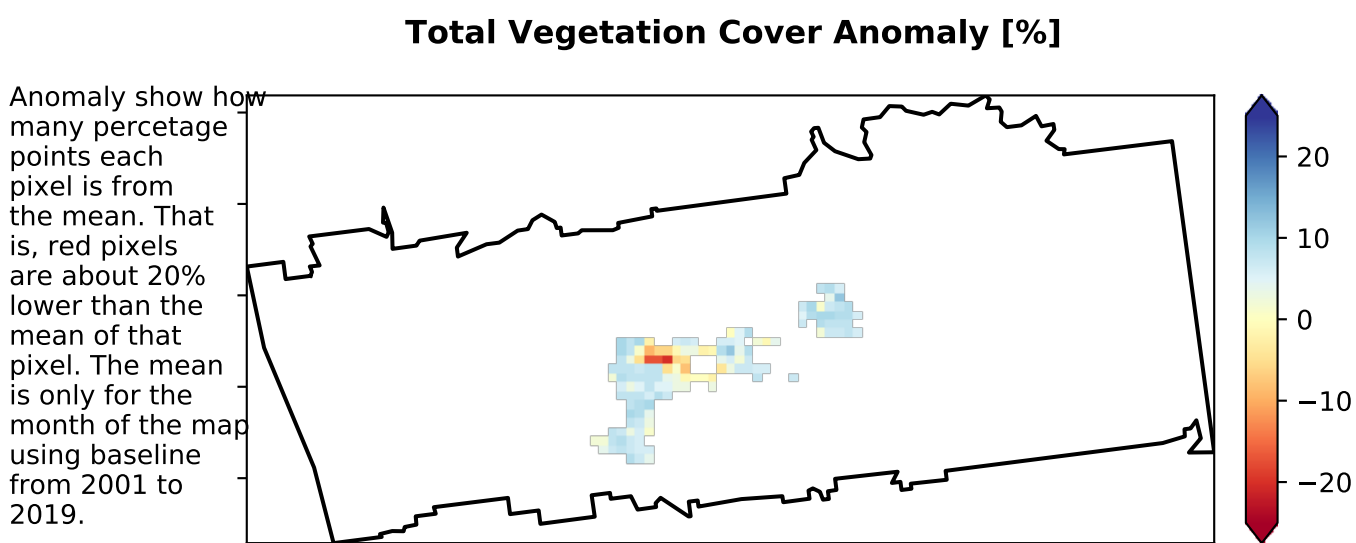 Total Vegetation Cover Anomaly [%]
Anomaly show how
many percetage
points each
pixel is from
the mean. That
is, red pixels
are about 20%
lower than the
mean of that
pixel. The mean
is only for the
month of the map
using baseline
from 2001 to
2019.
20
10
0
−10
−20